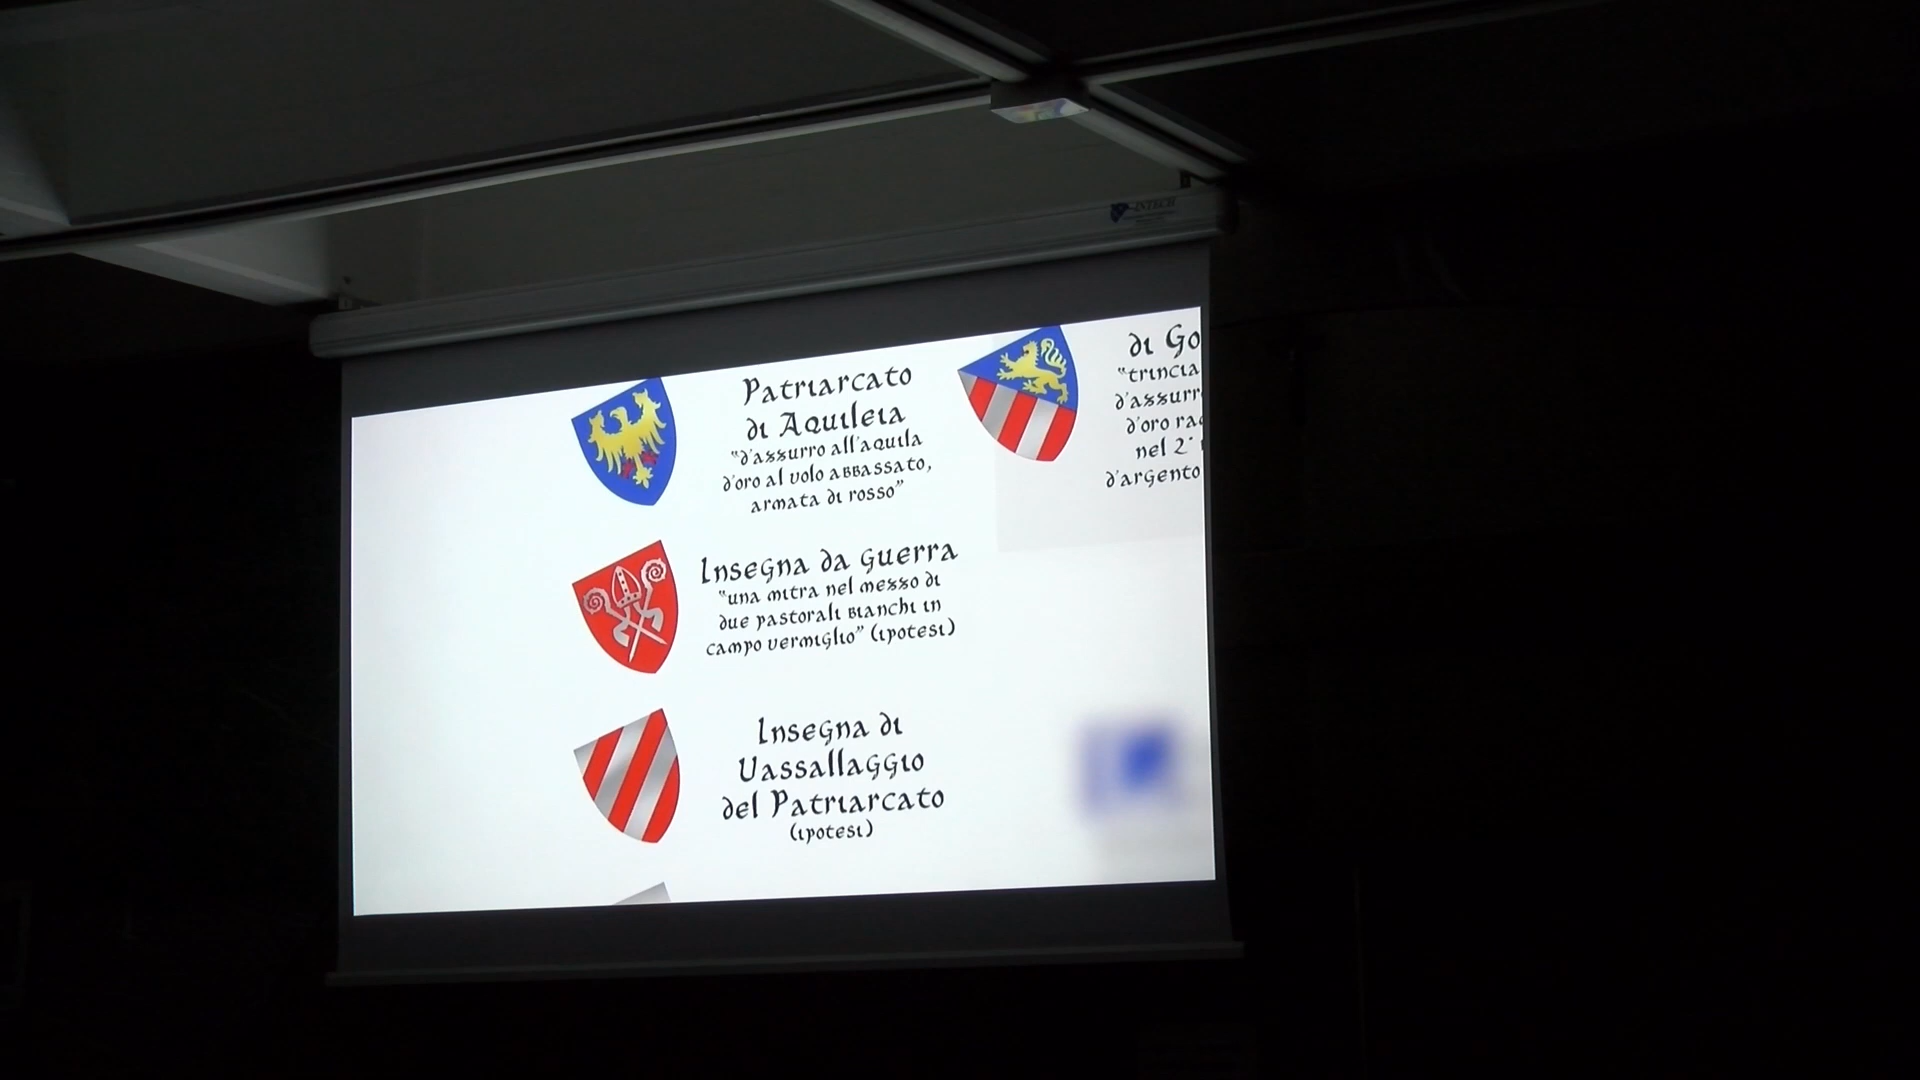 INTECH
Patriarcato
di Aquileia
"d'azzurro all'aquila
d'oro al volo abbassato,
armata di rosso"
di Go
"trincia
d'azzurr
d'oro ra
nel 2°
d'argento
Insegna da guerra
"una mitra nel mezzo di
due pastorali bianchi in
campo vermiglio" (ipotesi)
Insegna di
Vassallaggio
del Patriarcato
(ipotesi)